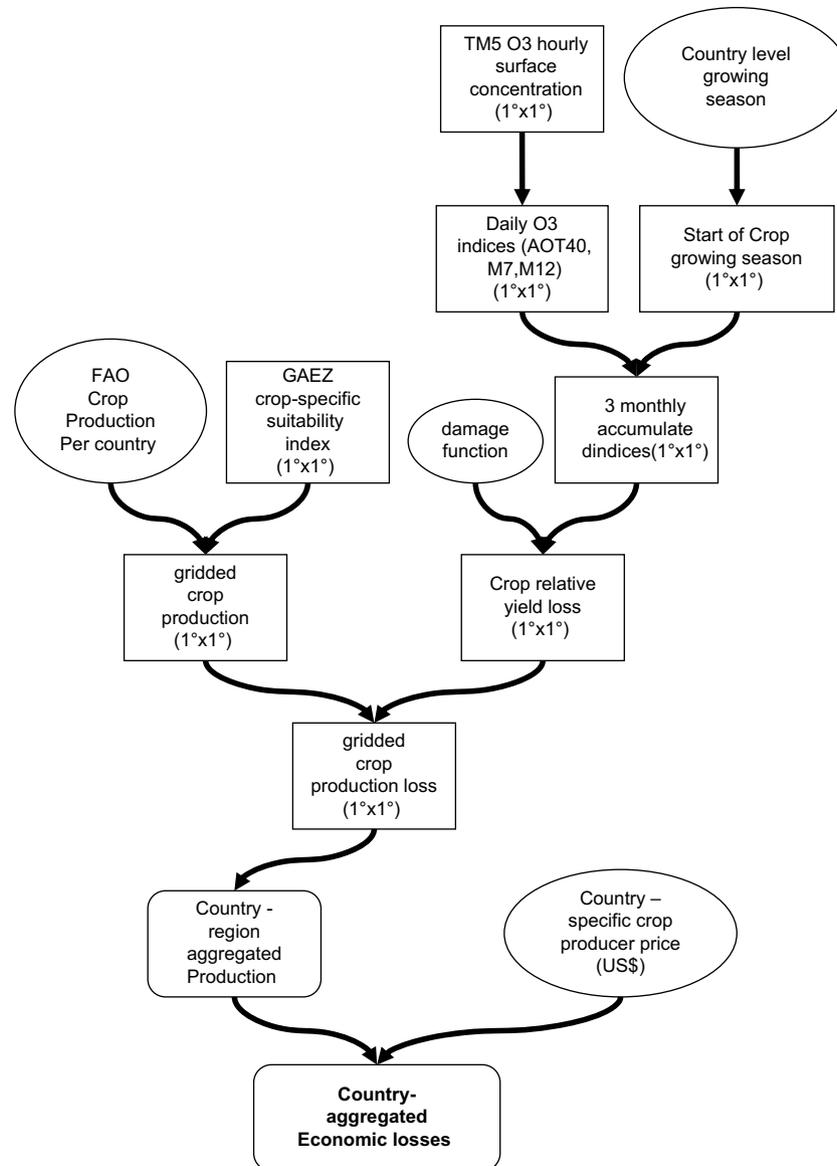 TM5 O3 hourly
surface
concentration
(1°x1°)
Country level
growing
season
Daily O3
indices (AOT40,
M7,M12)
(1°x1°)
Start of Crop
growing season
(1°x1°)
FAO
Crop
Production
Per country
GAEZ
crop-specific
suitability
index
(1°x1°)
damage
function
3 monthly
accumulate
dindices(1°x1°)
gridded
crop
production
(1°x1°)
Crop relative
yield loss
(1°x1°)
gridded
crop
production loss
(1°x1°)
Country -
region
aggregated
Production
Country –
specific crop
producer price
(US$)
Country-
aggregated
Economic losses